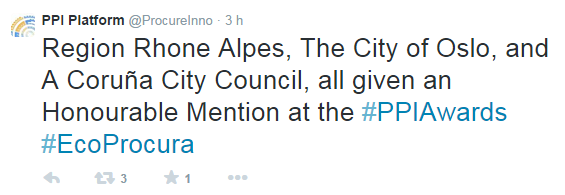 PPI Platform @ProcureInno · 3 h
Region Rhone Alpes, The City of Oslo, and
A Coruña City Council, all given an
Honourable Mention at the #PPIAwards
#EcoProcura
3 1